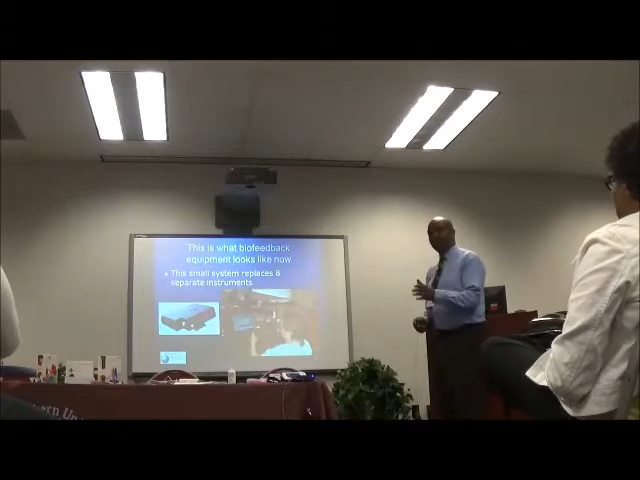 This is what biofeedback
equipment looks like now
This small system replaces 8
separate instruments